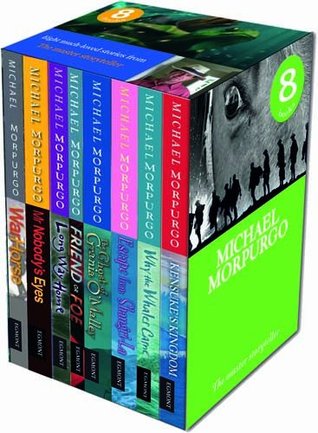 Eight much-loved stories from
The master storyteller
8
MICHAEL MORPURGO
War Horse
EGMONT
MICHAEL MORPURGO
Mr Nobody's Eyes
EGMONT
MICHAEL MORPURGO
Long Way Home
EGMONT
MICHAEL MORPURGO
FRIEND OR FOE
EGMONT
MICHAEL MORPURGO
The Ghost of
Grania O'Malley
EGMONT
MICHAEL MORPURGO
Escape from Shangri-La
EGMONT
MICHAEL MORPURGO
Why the Whales Came
EGMONT
MICHAEL MORPURGO
KENSUKE'S KINGDOM
EGMONT
8
MICHAEL
MORPURGO
The master storyteller